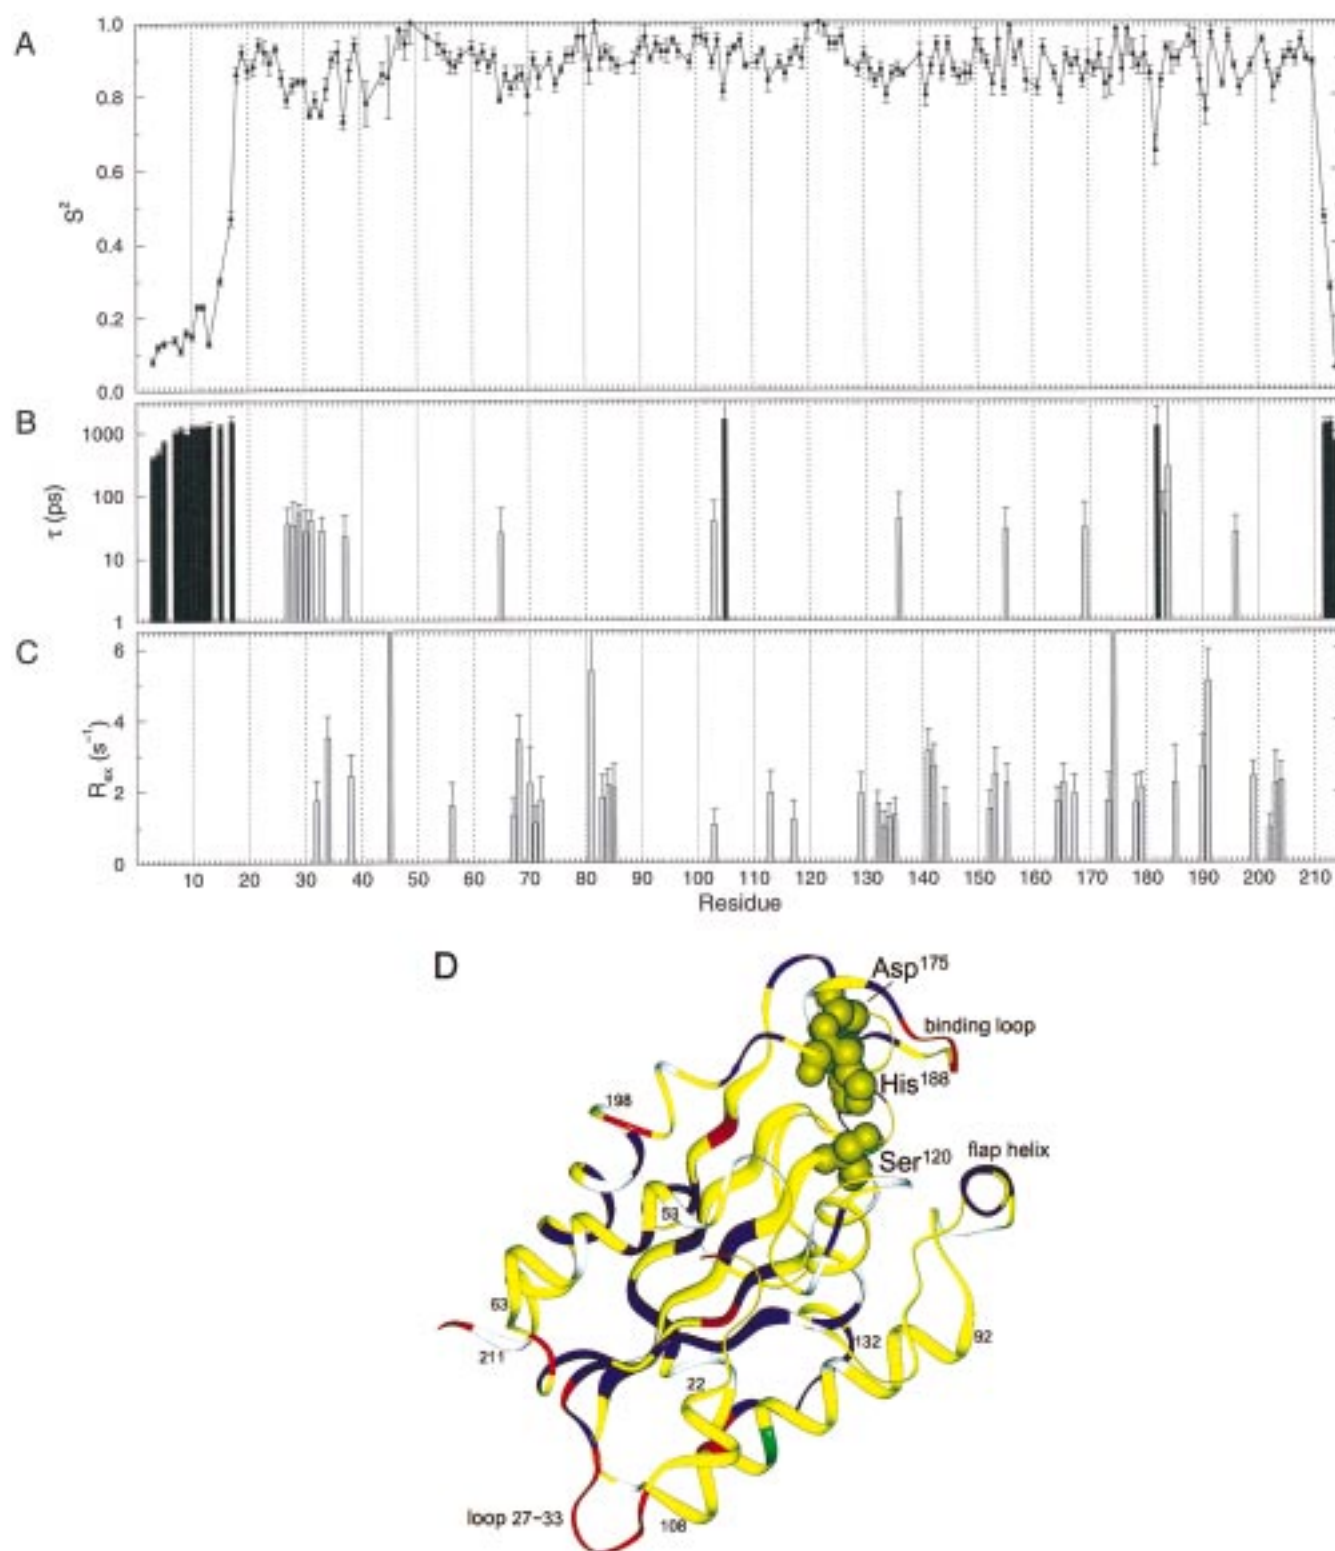 A
1.0
0.8
0.6
0.4
0.2
0.0
S²
B
1000
100
10
1
τ (ps)
C
6
4
2
0
R_ex (s⁻¹)
10 20 30 40 50 60 70 80 90 100 110 120 130 140 150 160 170 180 190 200 210
Residue
D
Asp¹⁷⁵
binding loop
His¹⁸⁸
198
Ser¹²⁰
flap helix
53
63
211
132
92
22
loop 27–33
108